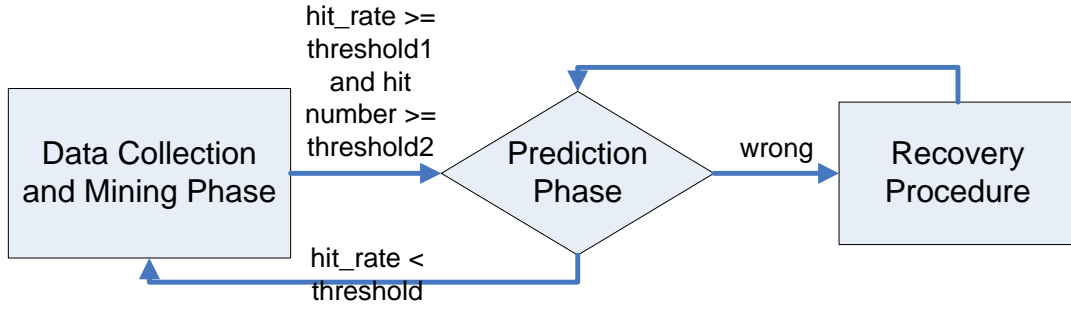 hit_rate >=
threshold1
and hit
number >=
threshold2
Data Collection
and Mining Phase
Prediction
Phase
wrong
Recovery
Procedure
hit_rate <
threshold